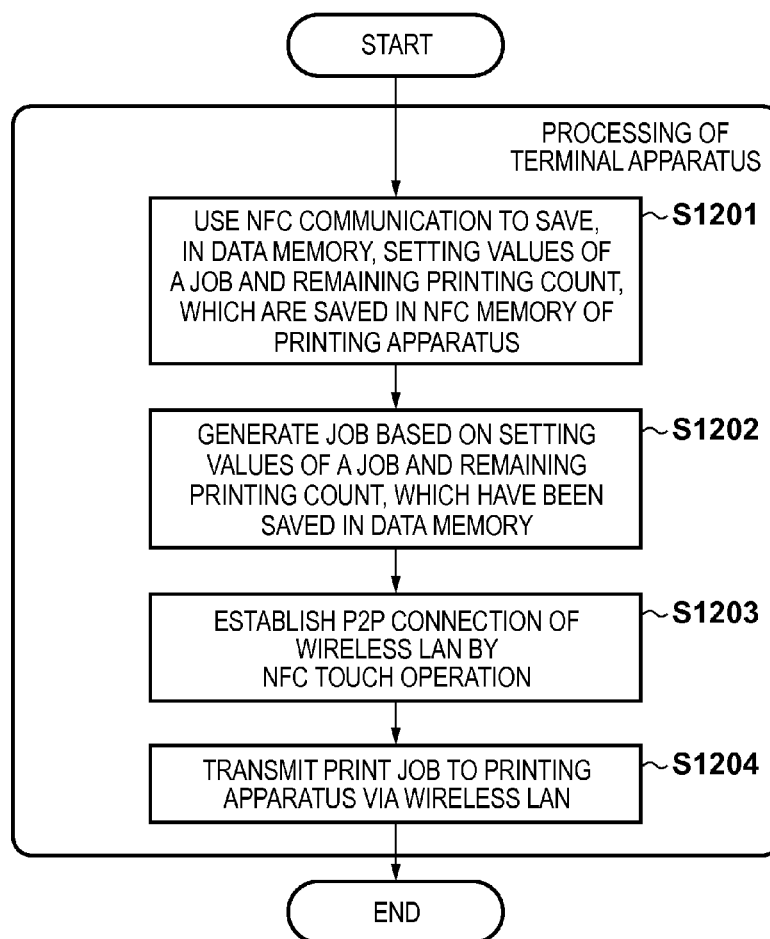 START
PROCESSING OF
TERMINAL APPARATUS
S1201
USE NFC COMMUNICATION TO SAVE,
IN DATA MEMORY, SETTING VALUES OF
A JOB AND REMAINING PRINTING COUNT,
WHICH ARE SAVED IN NFC MEMORY OF
PRINTING APPARATUS
S1202
GENERATE JOB BASED ON SETTING
VALUES OF A JOB AND REMAINING
PRINTING COUNT, WHICH HAVE BEEN
SAVED IN DATA MEMORY
S1203
ESTABLISH P2P CONNECTION OF
WIRELESS LAN BY
NFC TOUCH OPERATION
S1204
TRANSMIT PRINT JOB TO PRINTING
APPARATUS VIA WIRELESS LAN
END